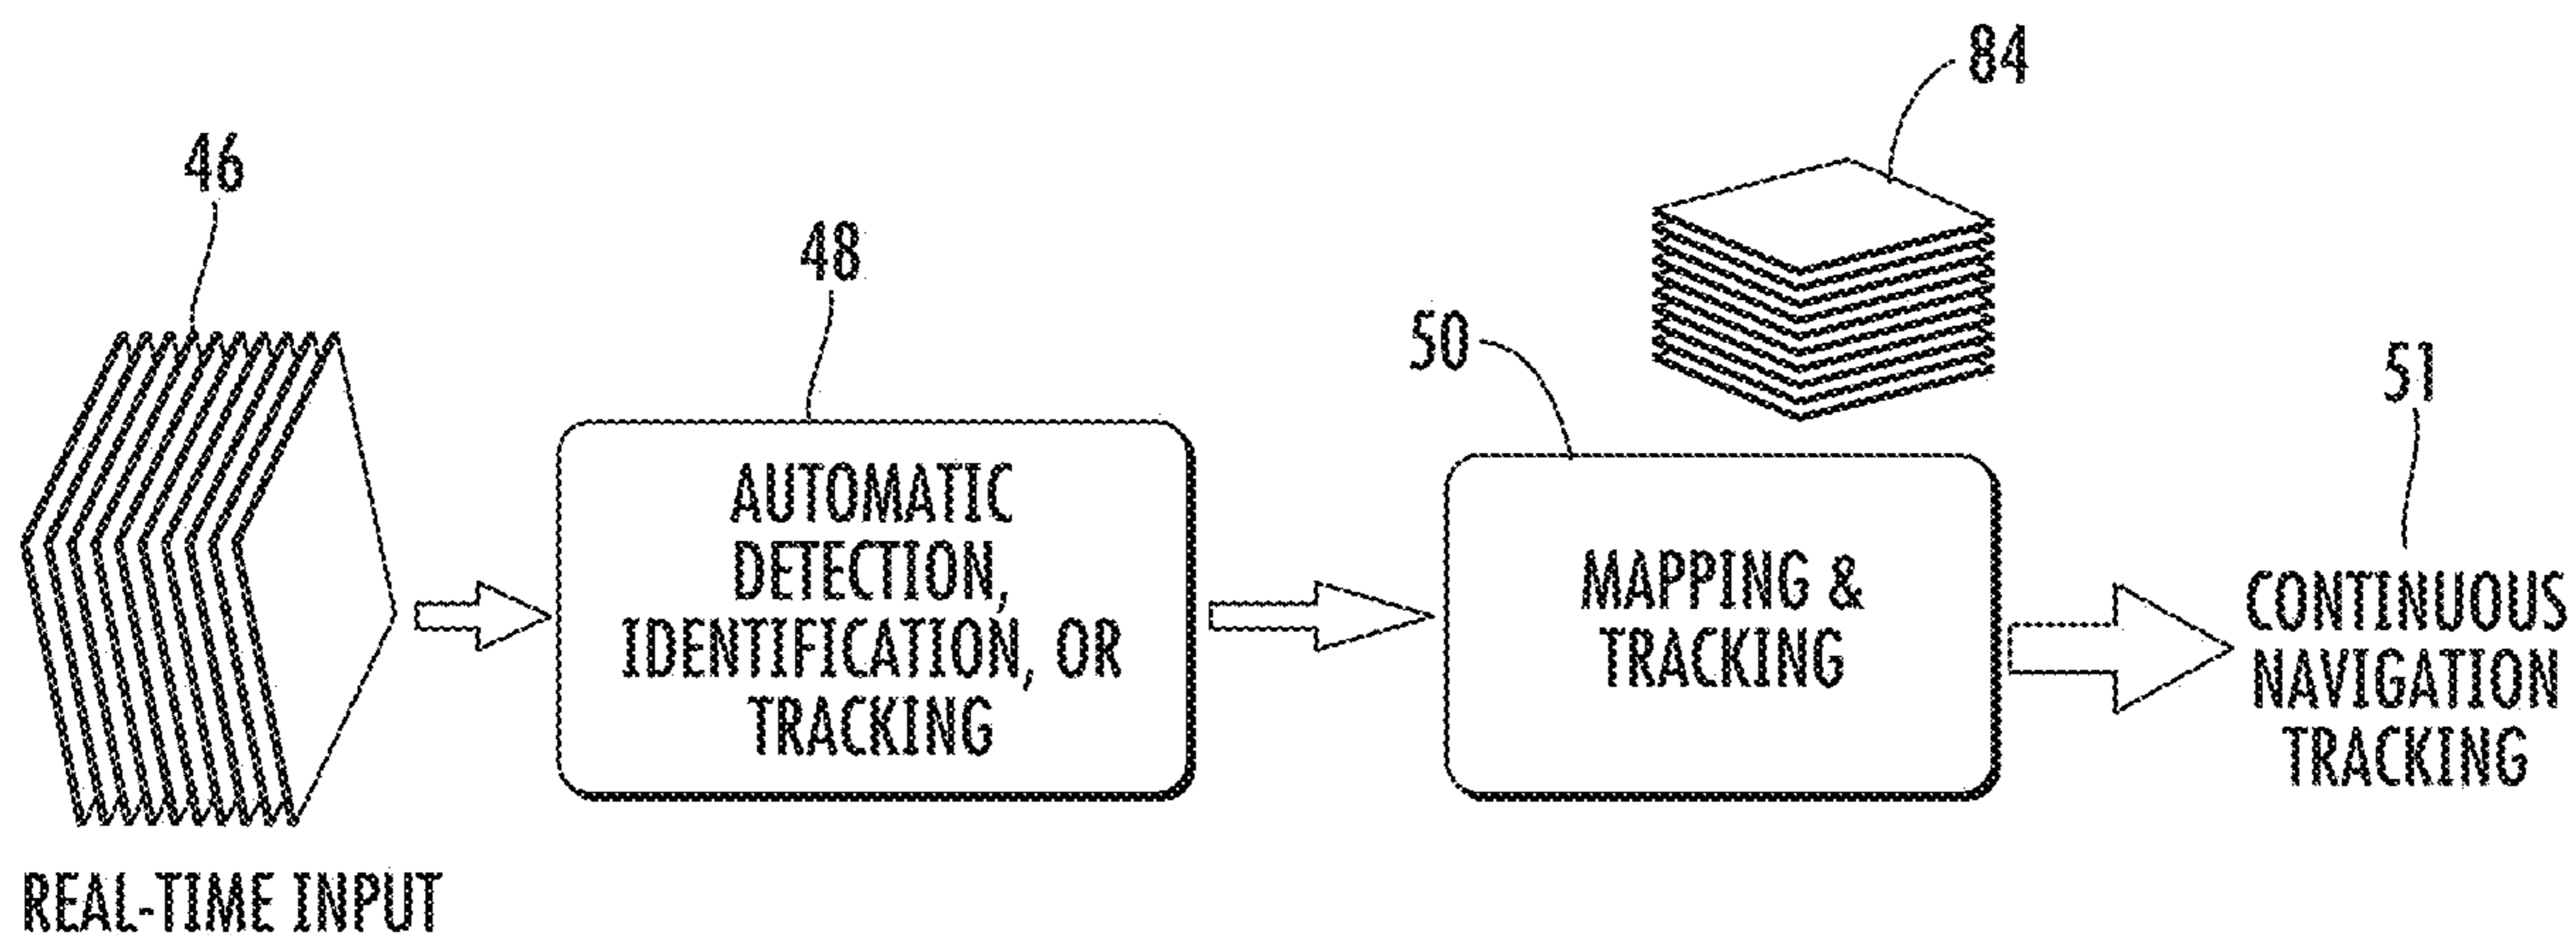 84
46
48
50
51
AUTOMATIC
DETECTION,
IDENTIFICATION, OR
TRACKING
MAPPING &
TRACKING
CONTINUOUS
NAVIGATION
TRACKING
REAL-TIME INPUT